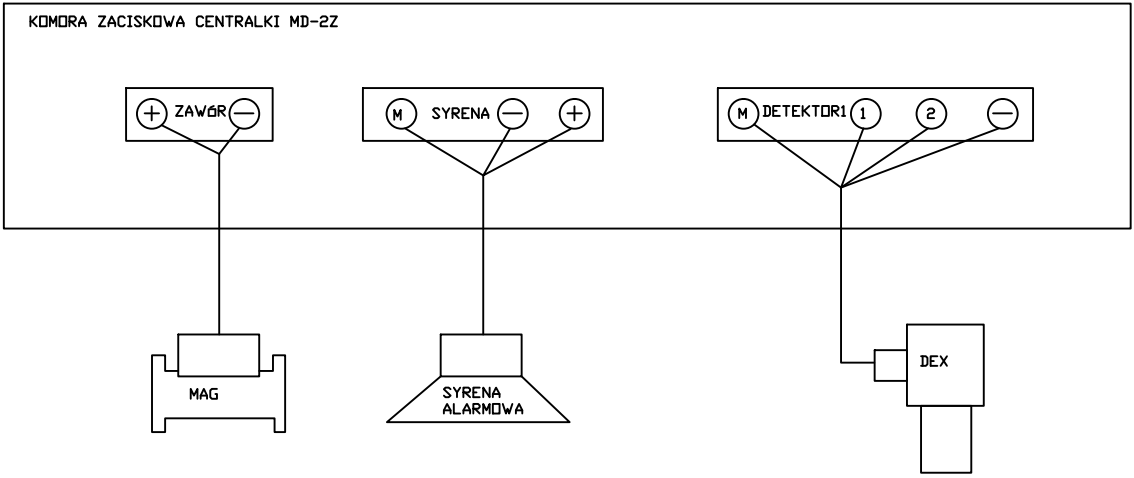 KOMORA ZACISKOWA CENTRALKI MD-2Z
+ ZAWÓR −
M SYRENA − +
M DETEKTOR1 1 2 −
MAG
SYRENA
ALARMOWA
DEX